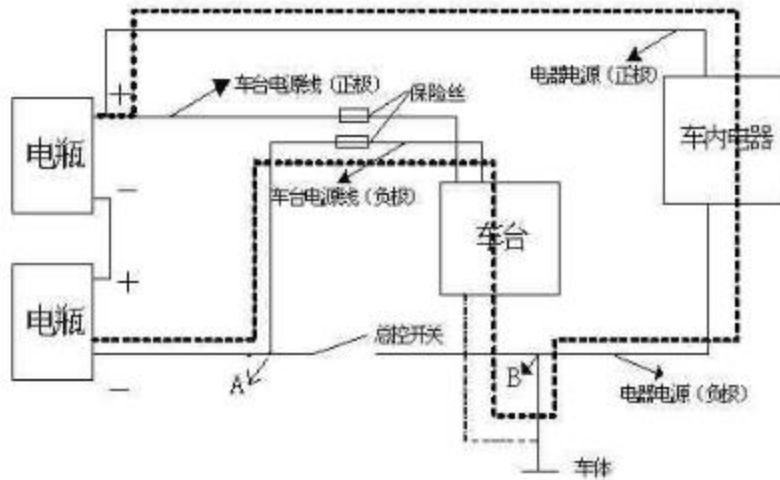 车台电源线(正极)
电器电源(正极)
保险丝
+
电瓶
车内电器
−
车台电源线(负极)
车台
+
电瓶
总控开关
A
B
−
电器电源(负极)
车体